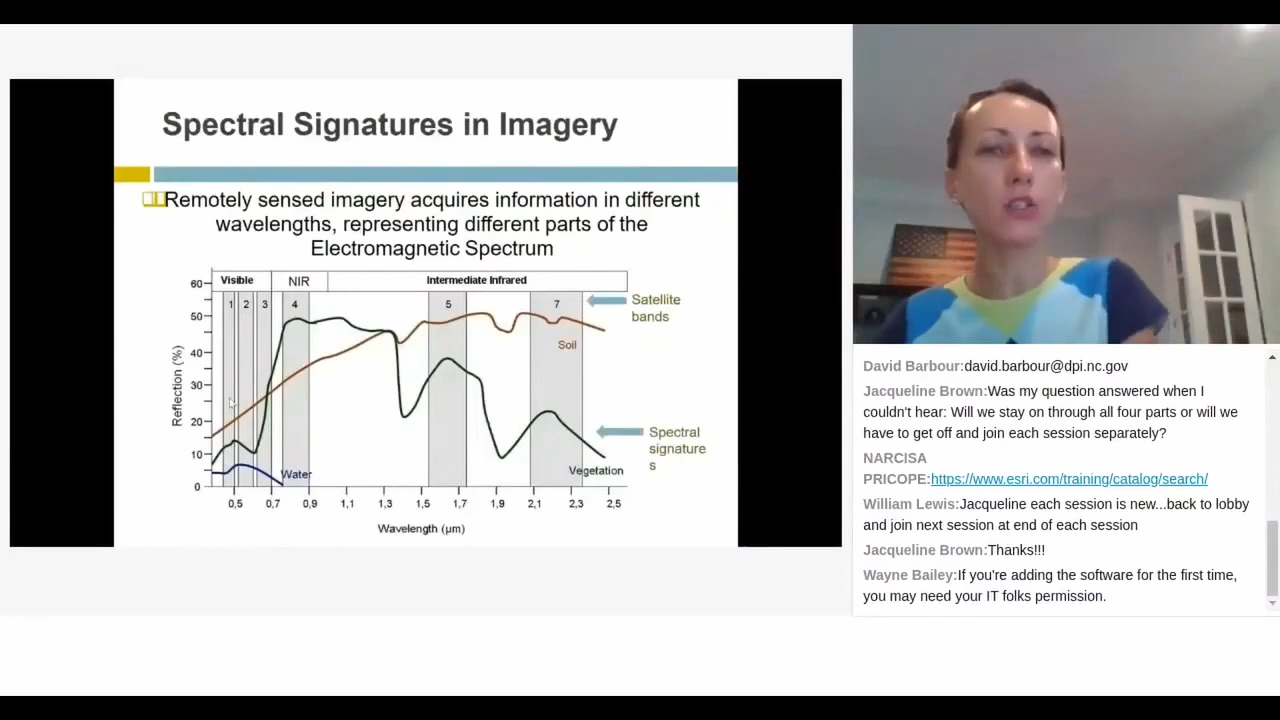 Spectral Signatures in Imagery
Remotely sensed imagery acquires information in different
wavelengths, representing different parts of the
Electromagnetic Spectrum
Visible NIR Intermediate Infrared
60
1 2 3 4 5 7
Satellite
bands
50
Soil
40
30
20
10
0
Reflection (%)
Spectral
signature
s
Water
Vegetation
0,5 0,7 0,9 1,1 1,3 1,5 1,7 1,9 2,1 2,3 2,5
Wavelength (µm)
David Barbour:david.barbour@dpi.nc.gov
Jacqueline Brown:Was my question answered when I
couldn't hear: Will we stay on through all four parts or will we
have to get off and join each session separately?
NARCISA
PRICOPE:https://www.esri.com/training/catalog/search/
William Lewis:Jacqueline each session is new...back to lobby
and join next session at end of each session
Jacqueline Brown:Thanks!!!
Wayne Bailey:If you're adding the software for the first time,
you may need your IT folks permission.